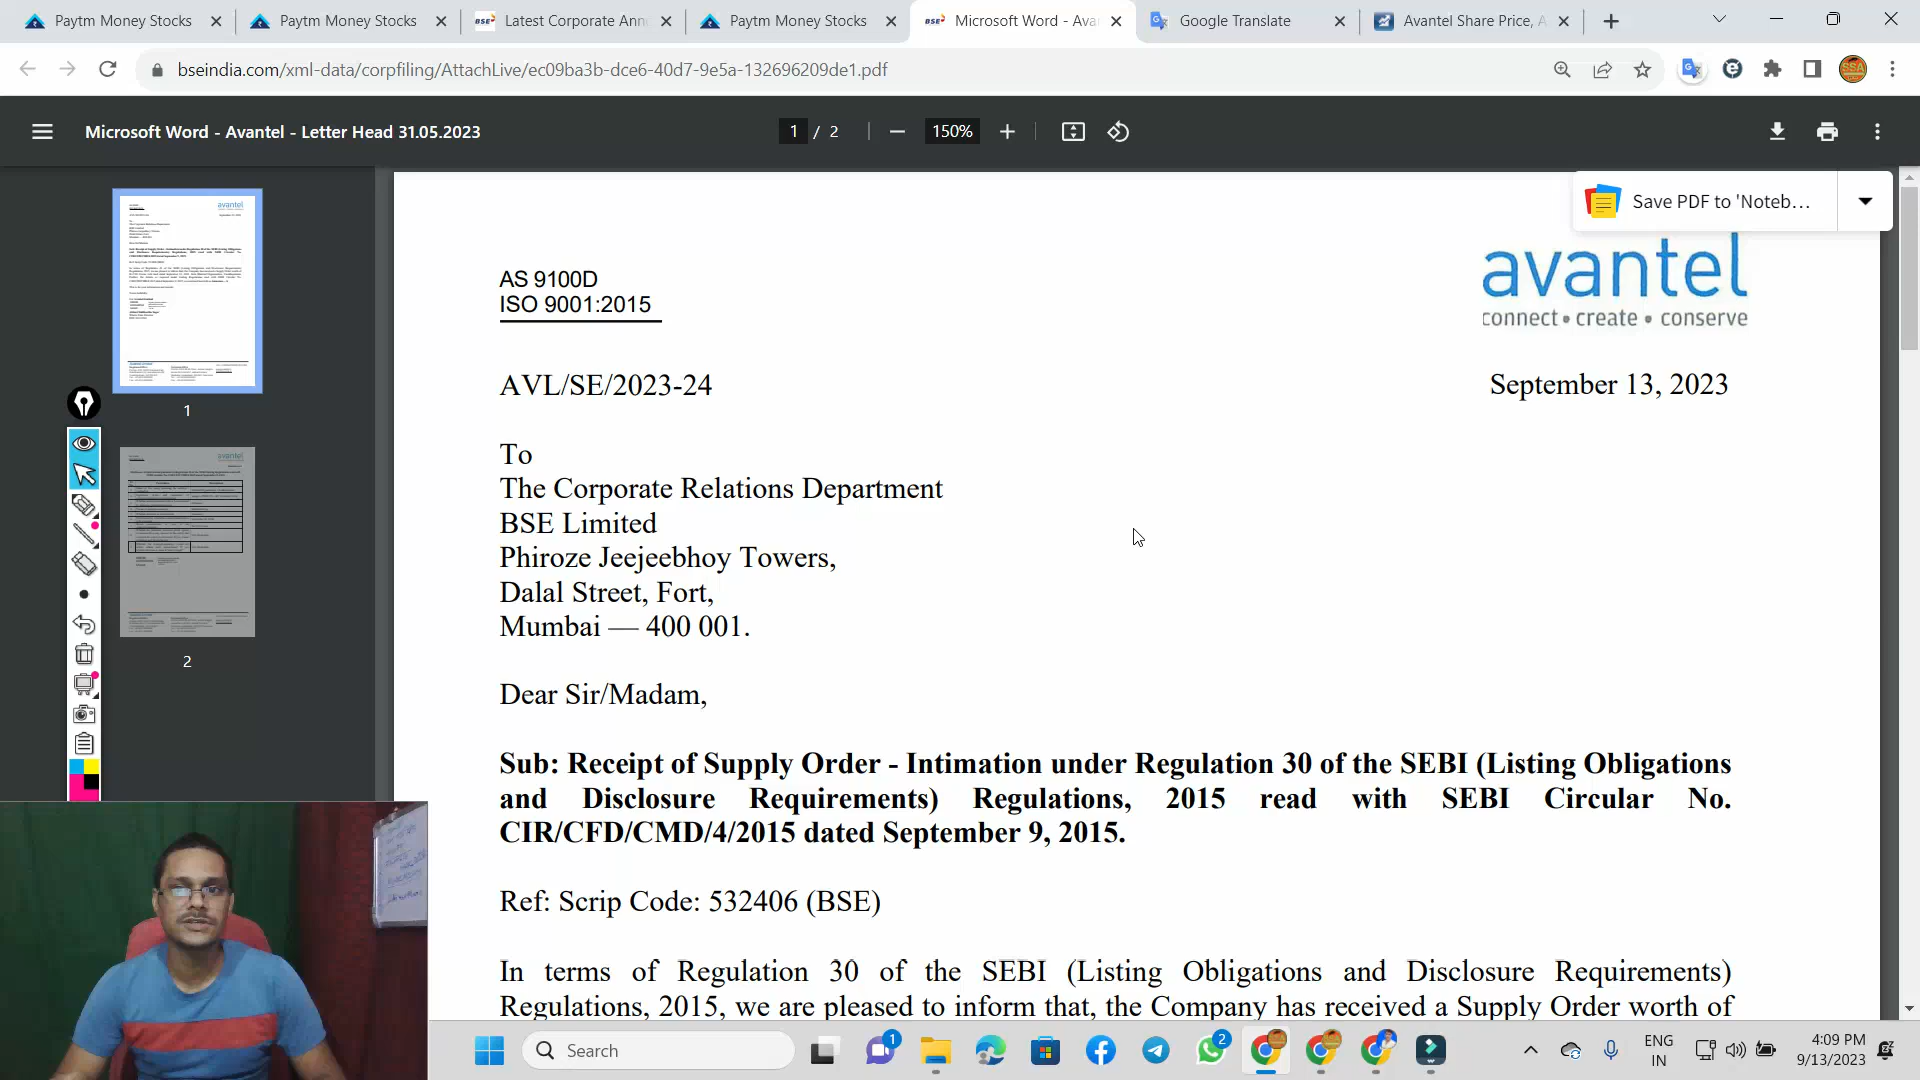 Paytm Money Stocks
Paytm Money Stocks
Latest Corporate Ann
Paytm Money Stocks
Microsoft Word - Ava
Google Translate
Avantel Share Price, A
bseindia.com/xml-data/corpfiling/AttachLive/ec09ba3b-dce6-40d7-9e5a-132696209de1.pdf
Microsoft Word - Avantel - Letter Head 31.05.2023
1 / 2
150%
Save PDF to 'Noteb...
1
2
AS 9100D
ISO 9001:2015
avantel
connect • create • conserve
AVL/SE/2023-24
September 13, 2023
To
The Corporate Relations Department
BSE Limited
Phiroze Jeejeebhoy Towers,
Dalal Street, Fort,
Mumbai — 400 001.
Dear Sir/Madam,
Sub: Receipt of Supply Order - Intimation under Regulation 30 of the SEBI (Listing Obligations
and Disclosure Requirements) Regulations, 2015 read with SEBI Circular No.
CIR/CFD/CMD/4/2015 dated September 9, 2015.
Ref: Scrip Code: 532406 (BSE)
In terms of Regulation 30 of the SEBI (Listing Obligations and Disclosure Requirements)
Regulations, 2015, we are pleased to inform that, the Company has received a Supply Order worth of
Search
1
2
ENG
IN
4:09 PM
9/13/2023